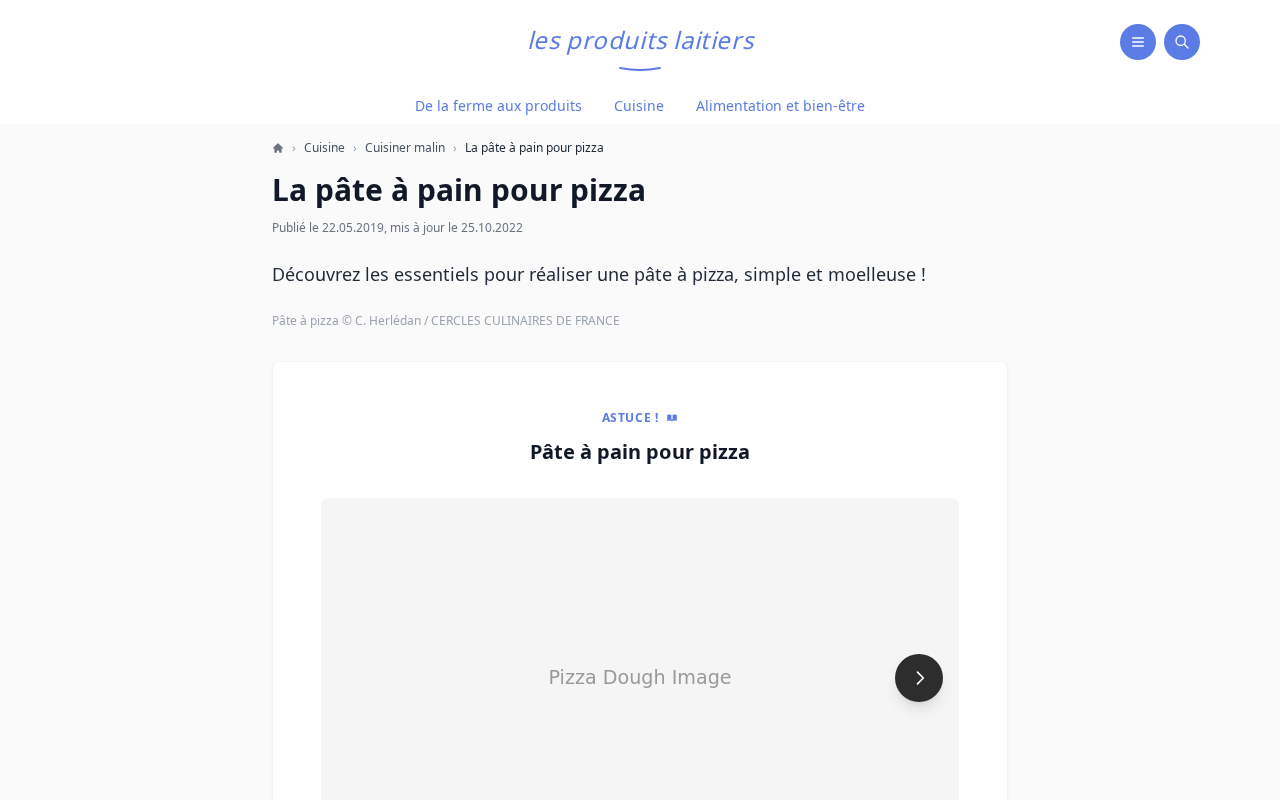 les produits laitiers
De la ferme aux produits Cuisine Alimentation et bien-être
› Cuisine › Cuisiner malin › La pâte à pain pour pizza
La pâte à pain pour pizza
Publié le 22.05.2019, mis à jour le 25.10.2022
Découvrez les essentiels pour réaliser une pâte à pizza, simple et moelleuse !
Pâte à pizza © C. Herlédan / CERCLES CULINAIRES DE FRANCE
ASTUCE !
Pâte à pain pour pizza
Pizza Dough Image